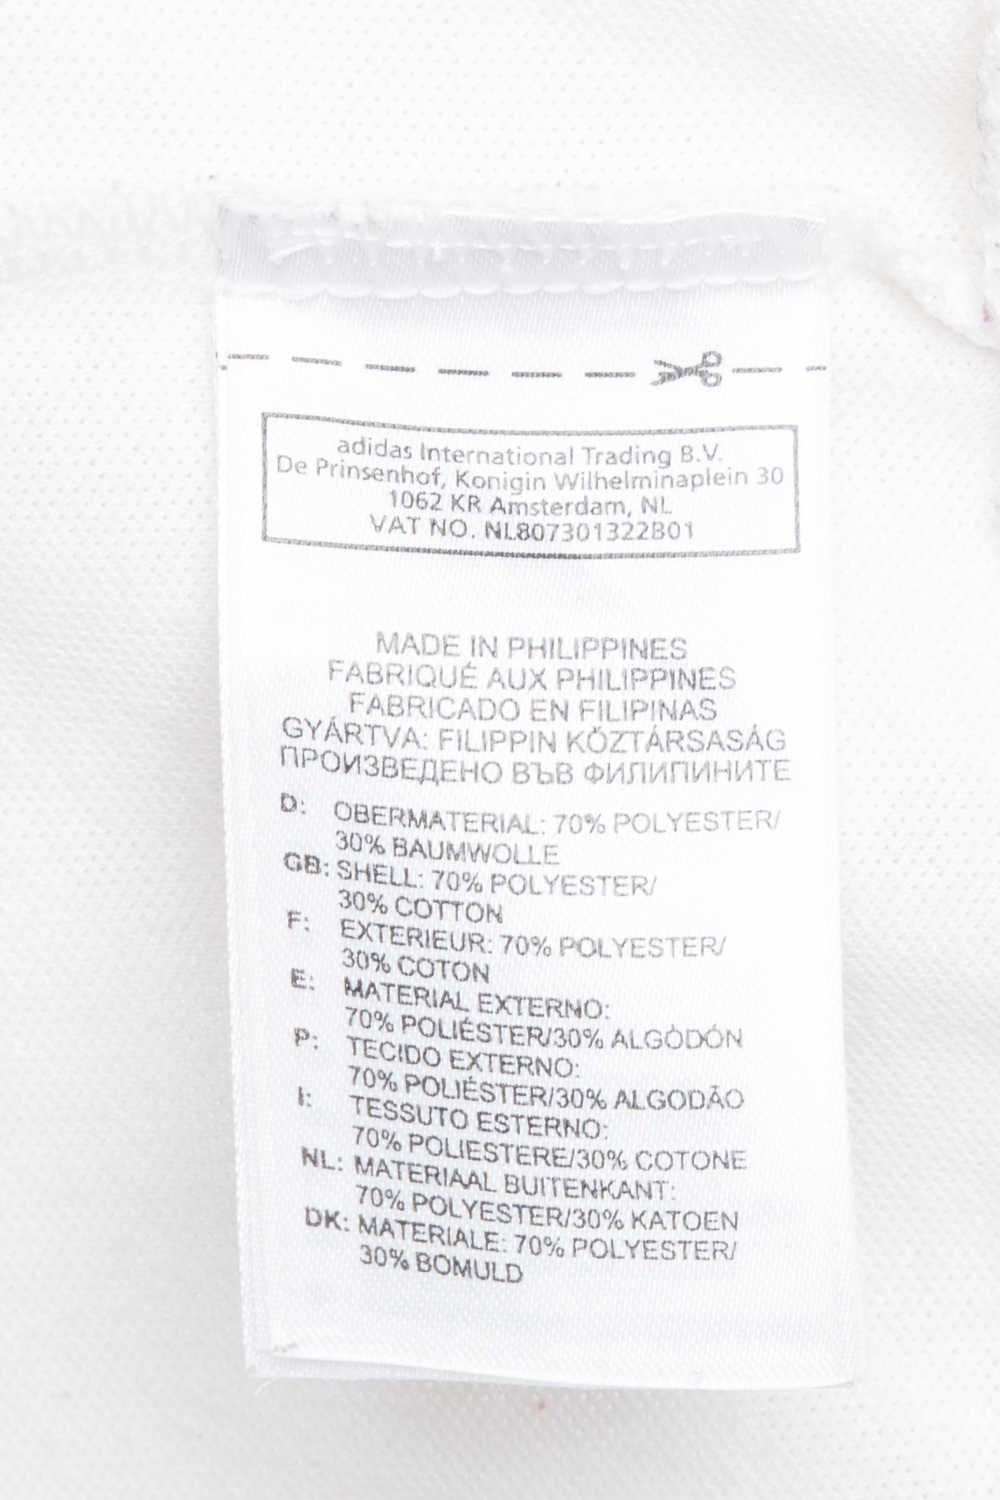 adidas International Trading B.V.
De Prinsenhof, Konigin Wilhelminaplein 30
1062 KR Amsterdam, NL
VAT NO. NL807301322B01
MADE IN PHILIPPINES
FABRIQUÉ AUX PHILIPPINES
FABRICADO EN FILIPINAS
GYÁRTVA: FILIPPIN KÖZTÁRSASÁG
ПРОИЗВЕДЕНО ВЪВ ФИЛИПИНИТЕ
D: OBERMATERIAL: 70% POLYESTER/
30% BAUMWOLLE
GB: SHELL: 70% POLYESTER/
30% COTTON
F: EXTERIEUR: 70% POLYESTER/
30% COTON
E: MATERIAL EXTERNO:
70% POLIÉSTER/30% ALGÒDÓN
P: TECIDO EXTERNO:
70% POLIÉSTER/30% ALGODÃO
I: TESSUTO ESTERNO:
70% POLIESTERE/30% COTONE
NL: MATERIAAL BUITENKANT:
70% POLYESTER/30% KATOEN
DK: MATERIALE: 70% POLYESTER/
30% BOMULD